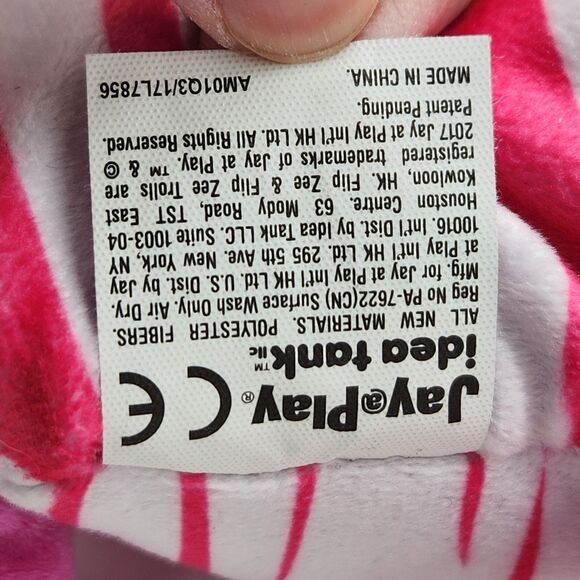 Jay@Play® CE
idea tank™ llc
ALL NEW MATERIALS. POLYESTER FIBERS.
Reg No PA-7622(CN)Surface Wash Only. Air Dry.
Mfg. for Jay at Play Int'l HK Ltd. U.S. Dist. by Jay
at Play Int'l HK Ltd. 295 5th Ave. New York, NY,
10016. Int'l Dist. by Idea Tank LLC. Suite 1003-04
Houston Centre. 63 Mody Road, TST East
Kowloon, HK. Flip Zee & Flip Zee Trolls are
registered trademarks of Jay at Play. ™ & ©
2017 Jay at Play Int'l HK Ltd. All Rights Reserved.
Patent Pending.
MADE IN CHINA. AM01Q3/17L7856